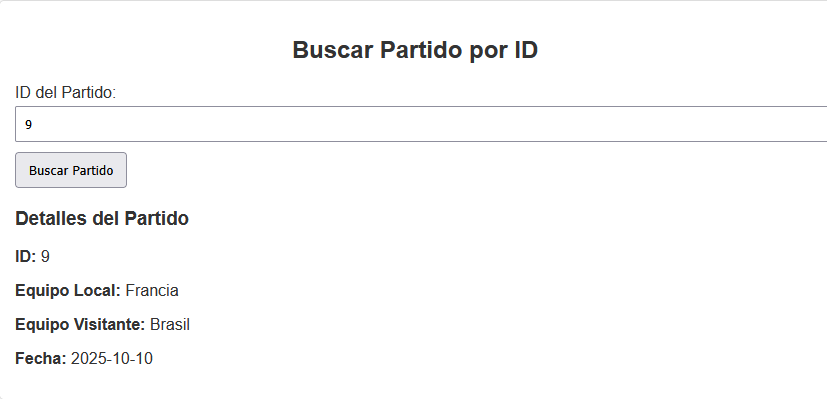 Buscar Partido por ID
ID del Partido:
9
Buscar Partido
Detalles del Partido
ID: 9
Equipo Local: Francia
Equipo Visitante: Brasil
Fecha: 2025-10-10